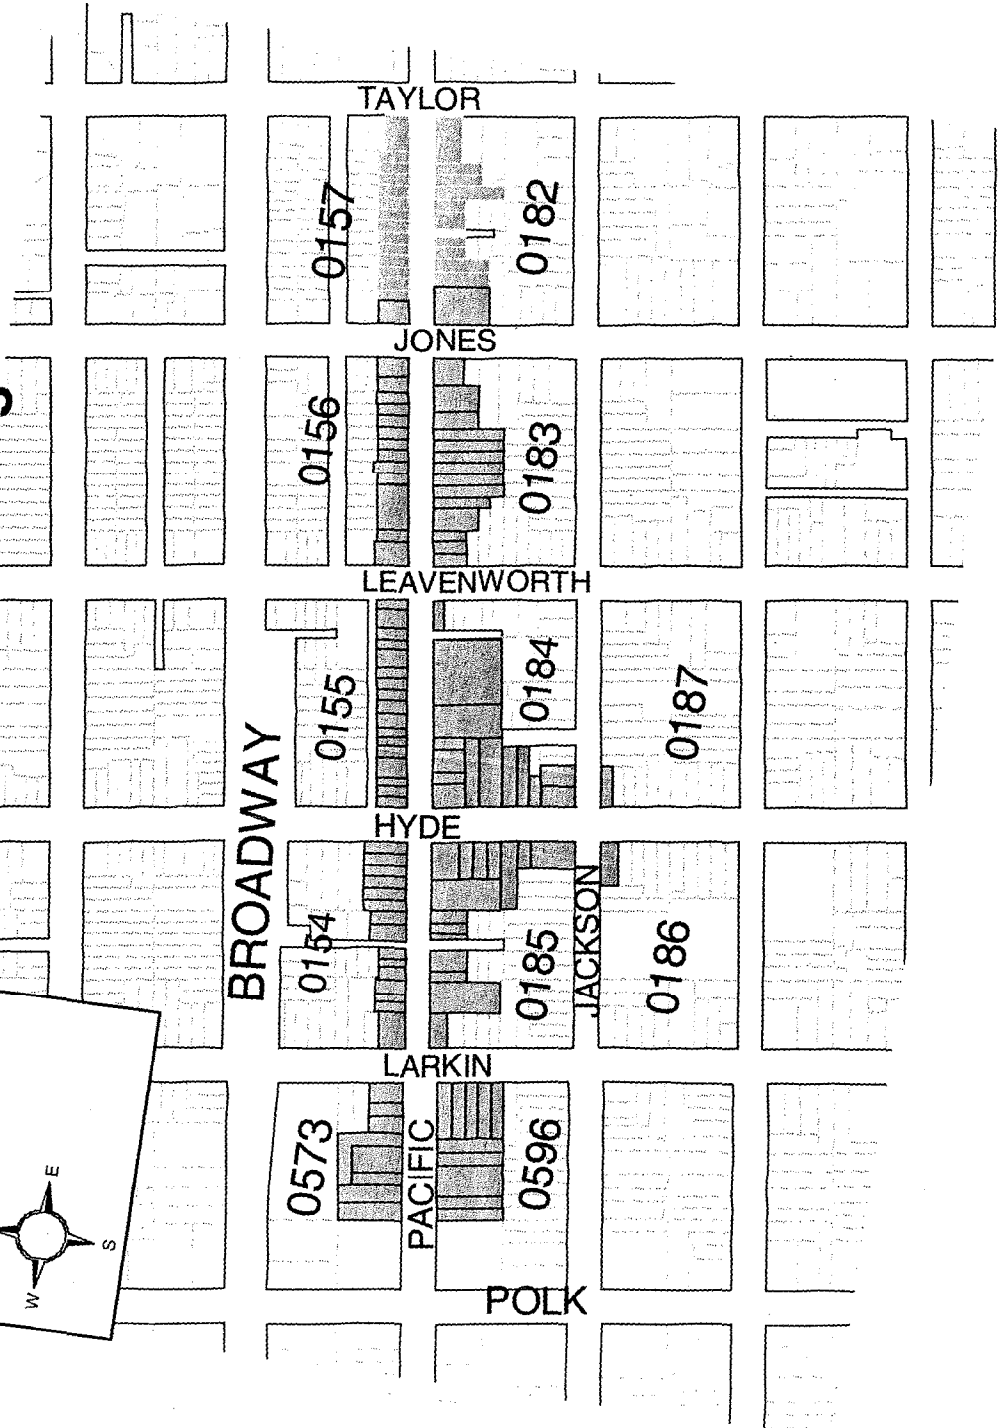 TAYLOR
0157
0182
JONES
0156
0183
LEAVENWORTH
0155
0184
0187
BROADWAY
HYDE
0154
0185
JACKSON
0186
LARKIN
0573
PACIFIC
0596
E
S
W
POLK